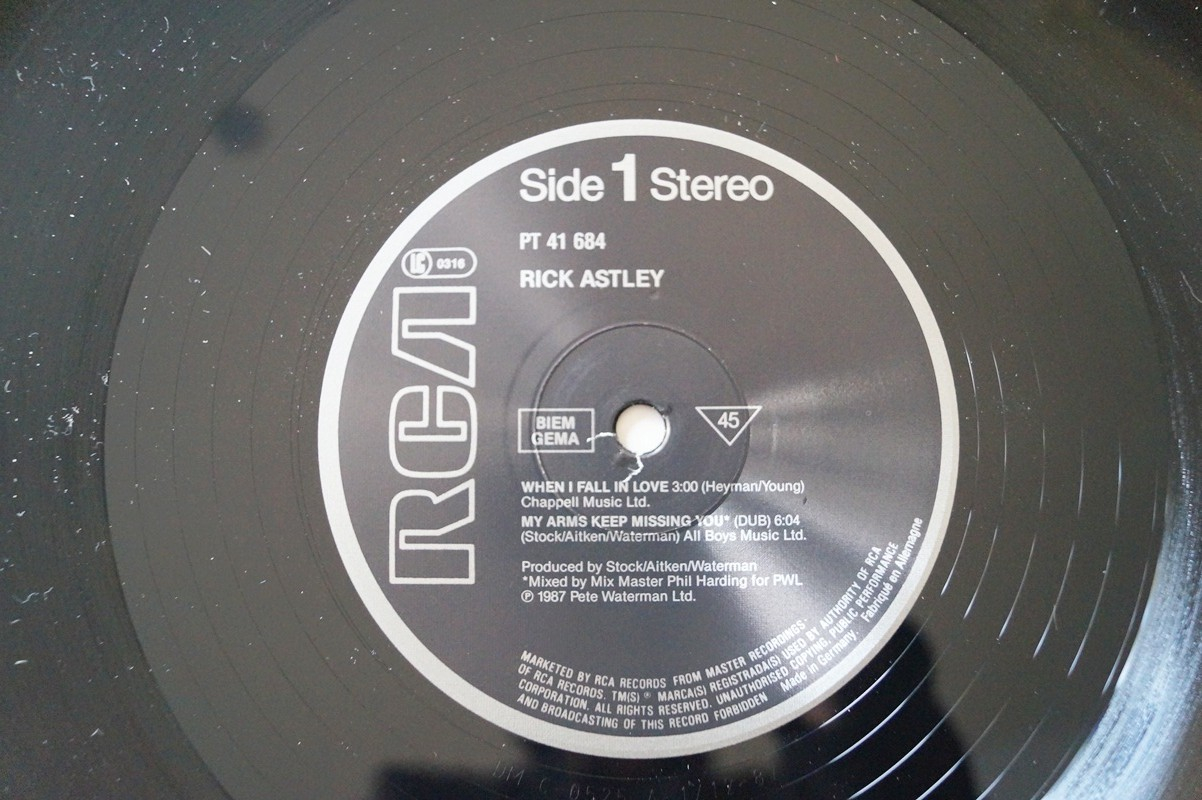 Side 1 Stereo
PT 41 684
RICK ASTLEY
LC 0316
RCA
BIEM
GEMA
45
WHEN I FALL IN LOVE 3:00 (Heyman/Young)
Chappell Music Ltd.
MY ARMS KEEP MISSING YOU* (DUB) 6:04
(Stock/Aitken/Waterman) All Boys Music Ltd.
Produced by Stock/Aitken/Waterman
*Mixed by Mix Master Phil Harding for PWL
℗ 1987 Pete Waterman Ltd.
MARKETED BY RCA RECORDS FROM MASTER RECORDINGS
OF RCA RECORDS. TM(S) ® MARCA(S) REGISTRADA(S) USED BY AUTHORITY OF RCA
CORPORATION. ALL RIGHTS RESERVED. UNAUTHORISED COPYING, PUBLIC PERFORMANCE
AND BROADCASTING OF THIS RECORD FORBIDDEN Made in Germany. Fabriqué en Allemagne